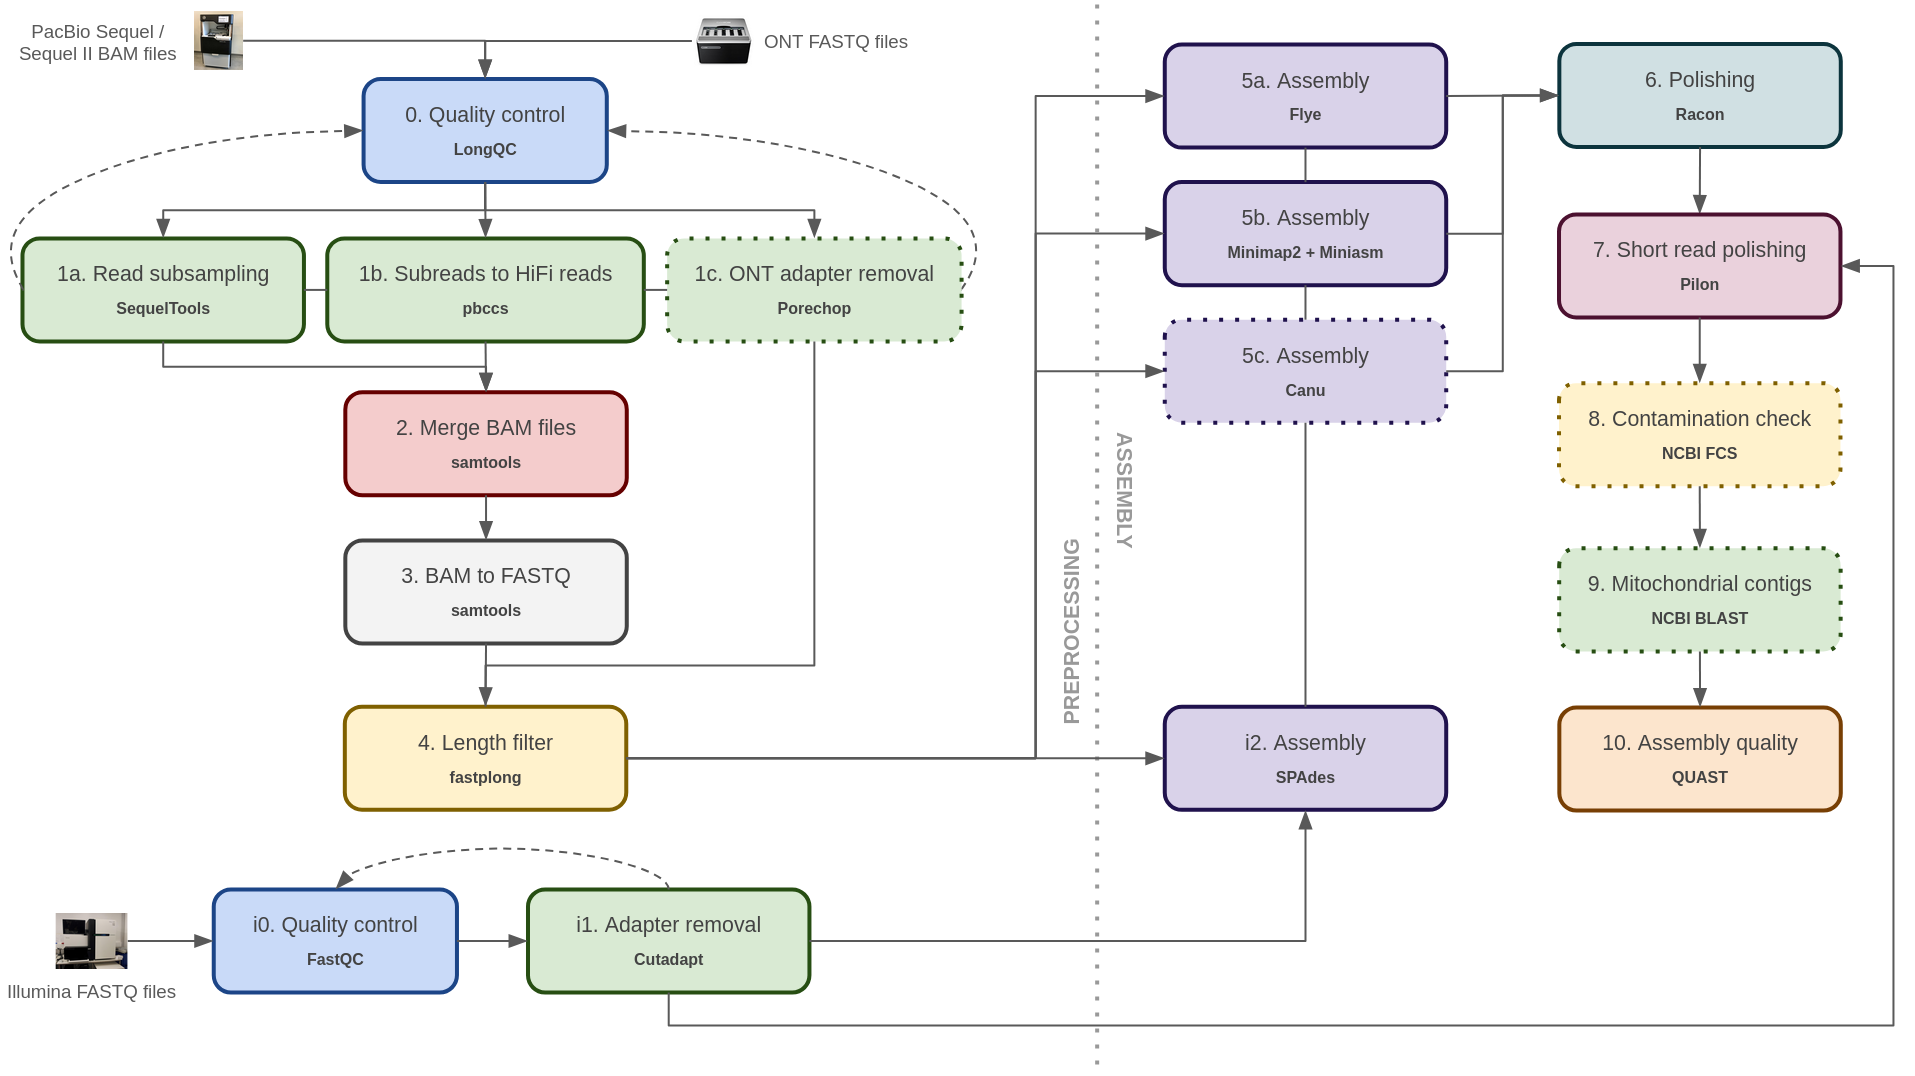 PacBio Sequel /
Sequel II BAM files
ONT FASTQ files
0. Quality control
LongQC
1a. Read subsampling
SequelTools
1b. Subreads to HiFi reads
pbccs
1c. ONT adapter removal
Porechop
2. Merge BAM files
samtools
3. BAM to FASTQ
samtools
4. Length filter
fastplong
Illumina FASTQ files
i0. Quality control
FastQC
i1. Adapter removal
Cutadapt
PREPROCESSING
ASSEMBLY
5a. Assembly
Flye
5b. Assembly
Minimap2 + Miniasm
5c. Assembly
Canu
i2. Assembly
SPAdes
6. Polishing
Racon
7. Short read polishing
Pilon
8. Contamination check
NCBI FCS
9. Mitochondrial contigs
NCBI BLAST
10. Assembly quality
QUAST